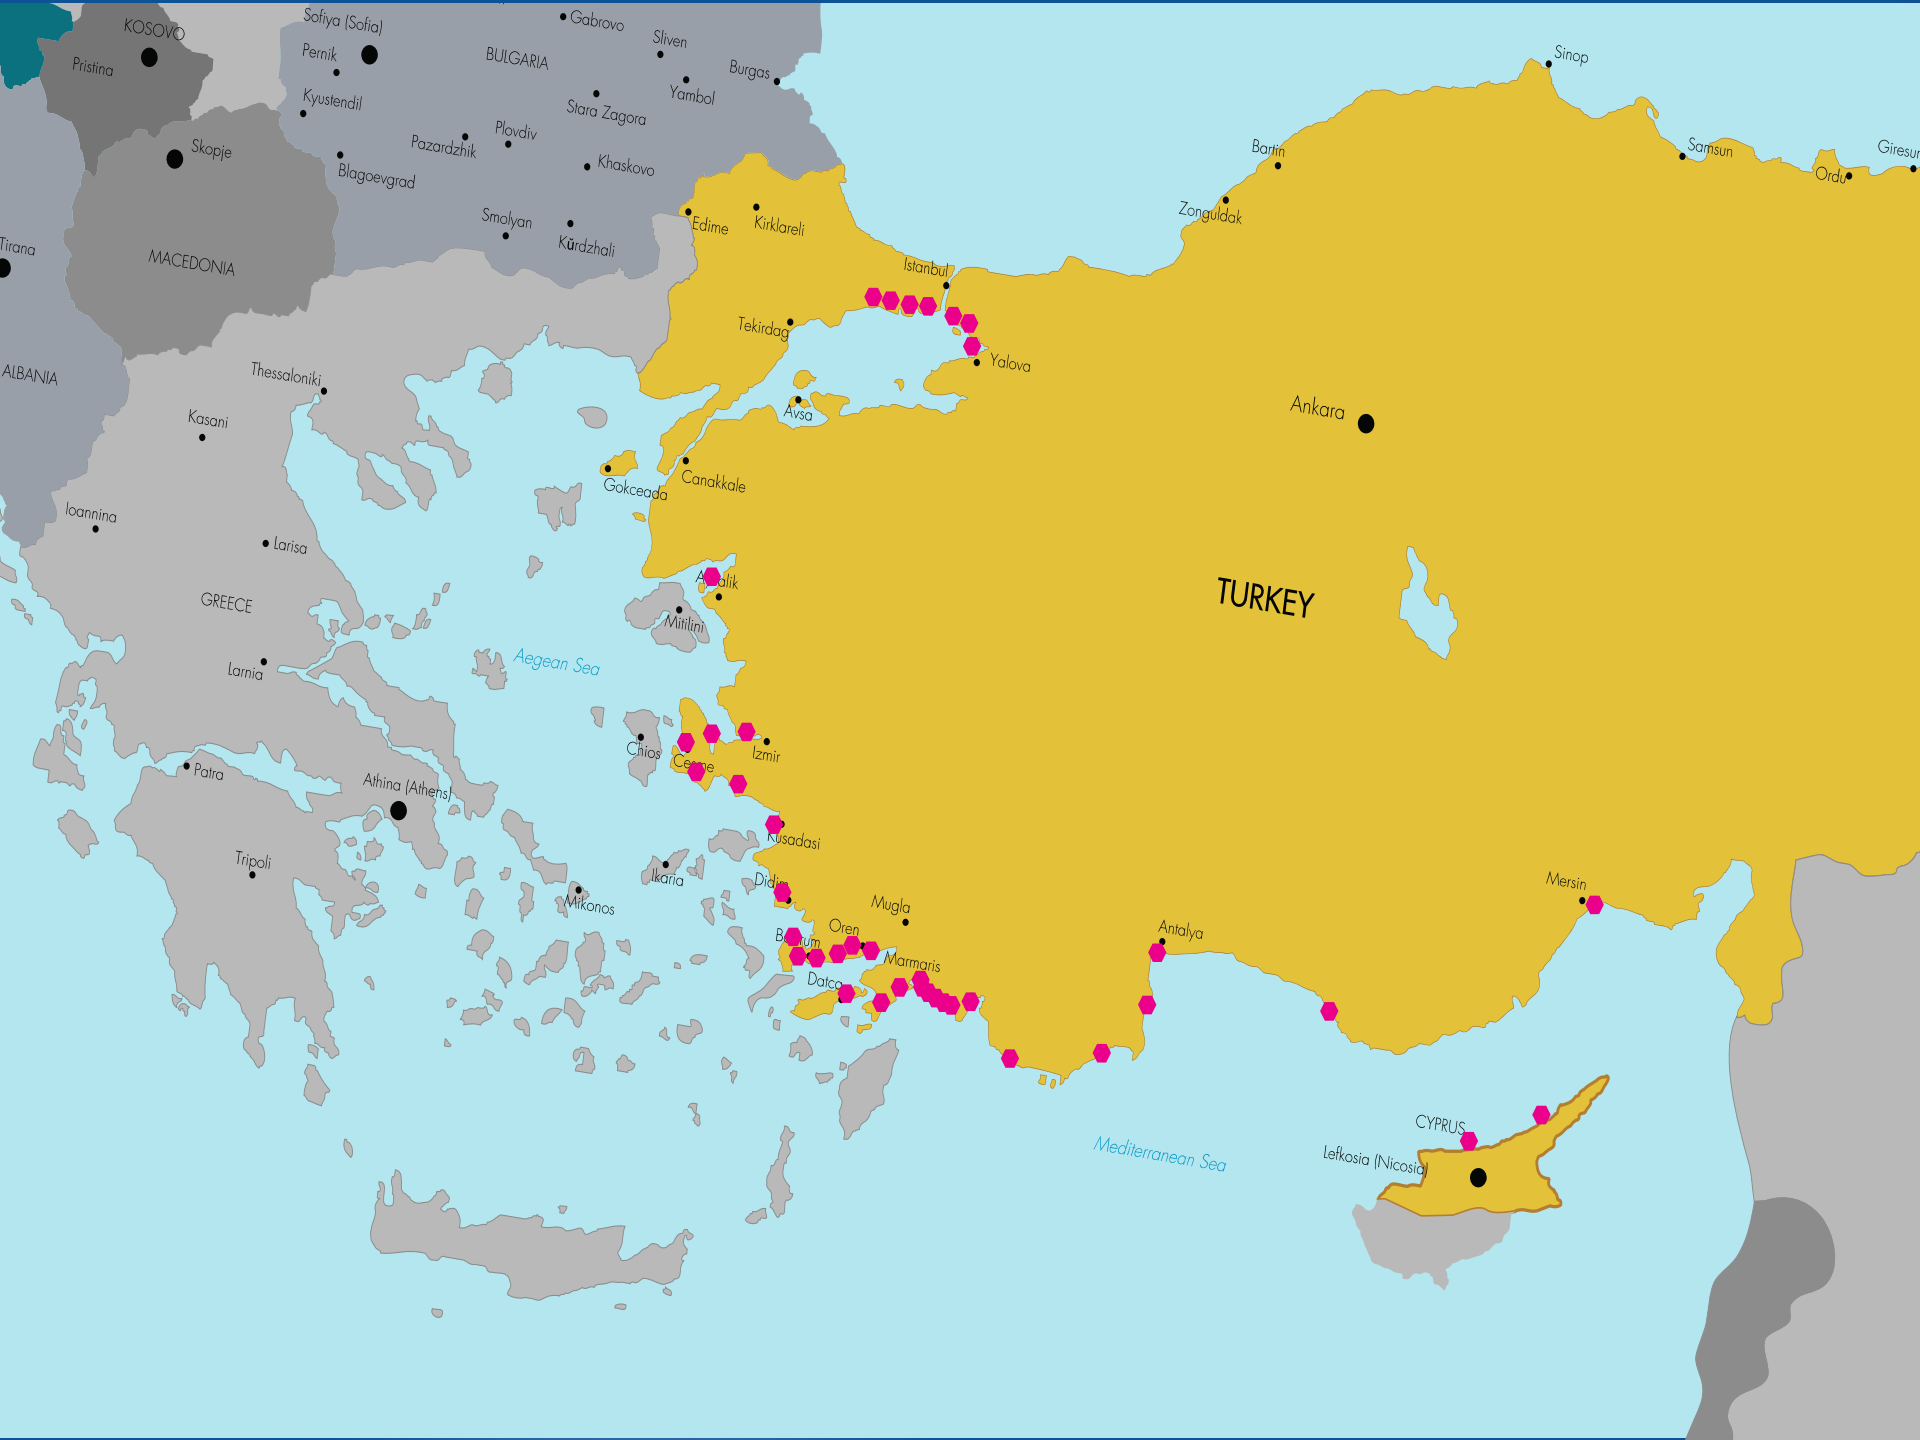 Sofiya (Sofia)
Gabrovo
KOSOVO
Sliven
Pernik
BULGARIA
Sinop
Pristina
Burgas
Yambol
Kyustendil
Stara Zagora
Plovdiv
Pazardzhik
Skopje
Bartin
Samsun
Khaskovo
Ordu
Blagoevgrad
Smolyan
Edime
Kirklareli
Zonguldak
Kŭrdzhali
Tirana
MACEDONIA
Istanbul
Tekirdag
Yalova
ALBANIA
Thessaloniki
Ankara
Kasani
Avsa
Canakkale
Gokceada
Ioannina
Larisa
TURKEY
GREECE
Mitilini
Aegean Sea
Larnia
Chios
Izmir
Patra
Athina (Athens)
Kusadasi
Tripoli
Ikaria
Mersin
Mikonos
Mugla
Oren
Antalya
Marmaris
Datca
CYPRUS
Mediterranean Sea
Lefkosia (Nicosia)